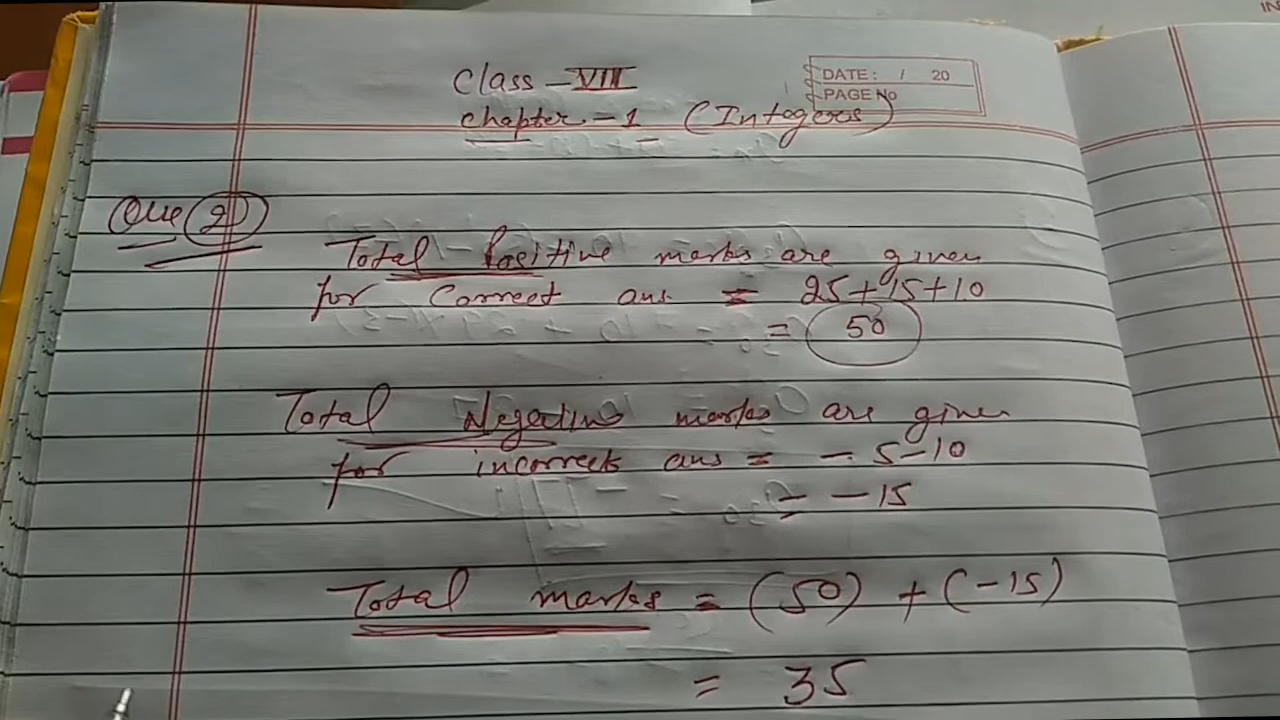 Class - VIII
DATE: / 20
PAGE No
chapter - 1 (Integers)
Que 2)
Total Positive marks are given
for correct ans = 25+15+10
= 50
Total Negative marks are given
for incorrects ans = - 5-10
= -15
Total marks = (50) + (-15)
= 35
IN